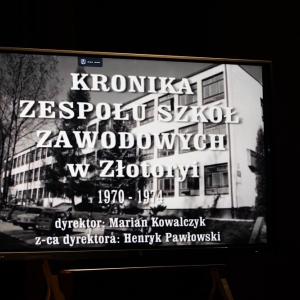 KRONIKA
ZESPOŁU SZKÓŁ
ZAWODOWYCH
w Złotoryi
1970 - 1974
dyrektor: Marian Kowalczyk
z-ca dyrektora: Henryk Pawłowski